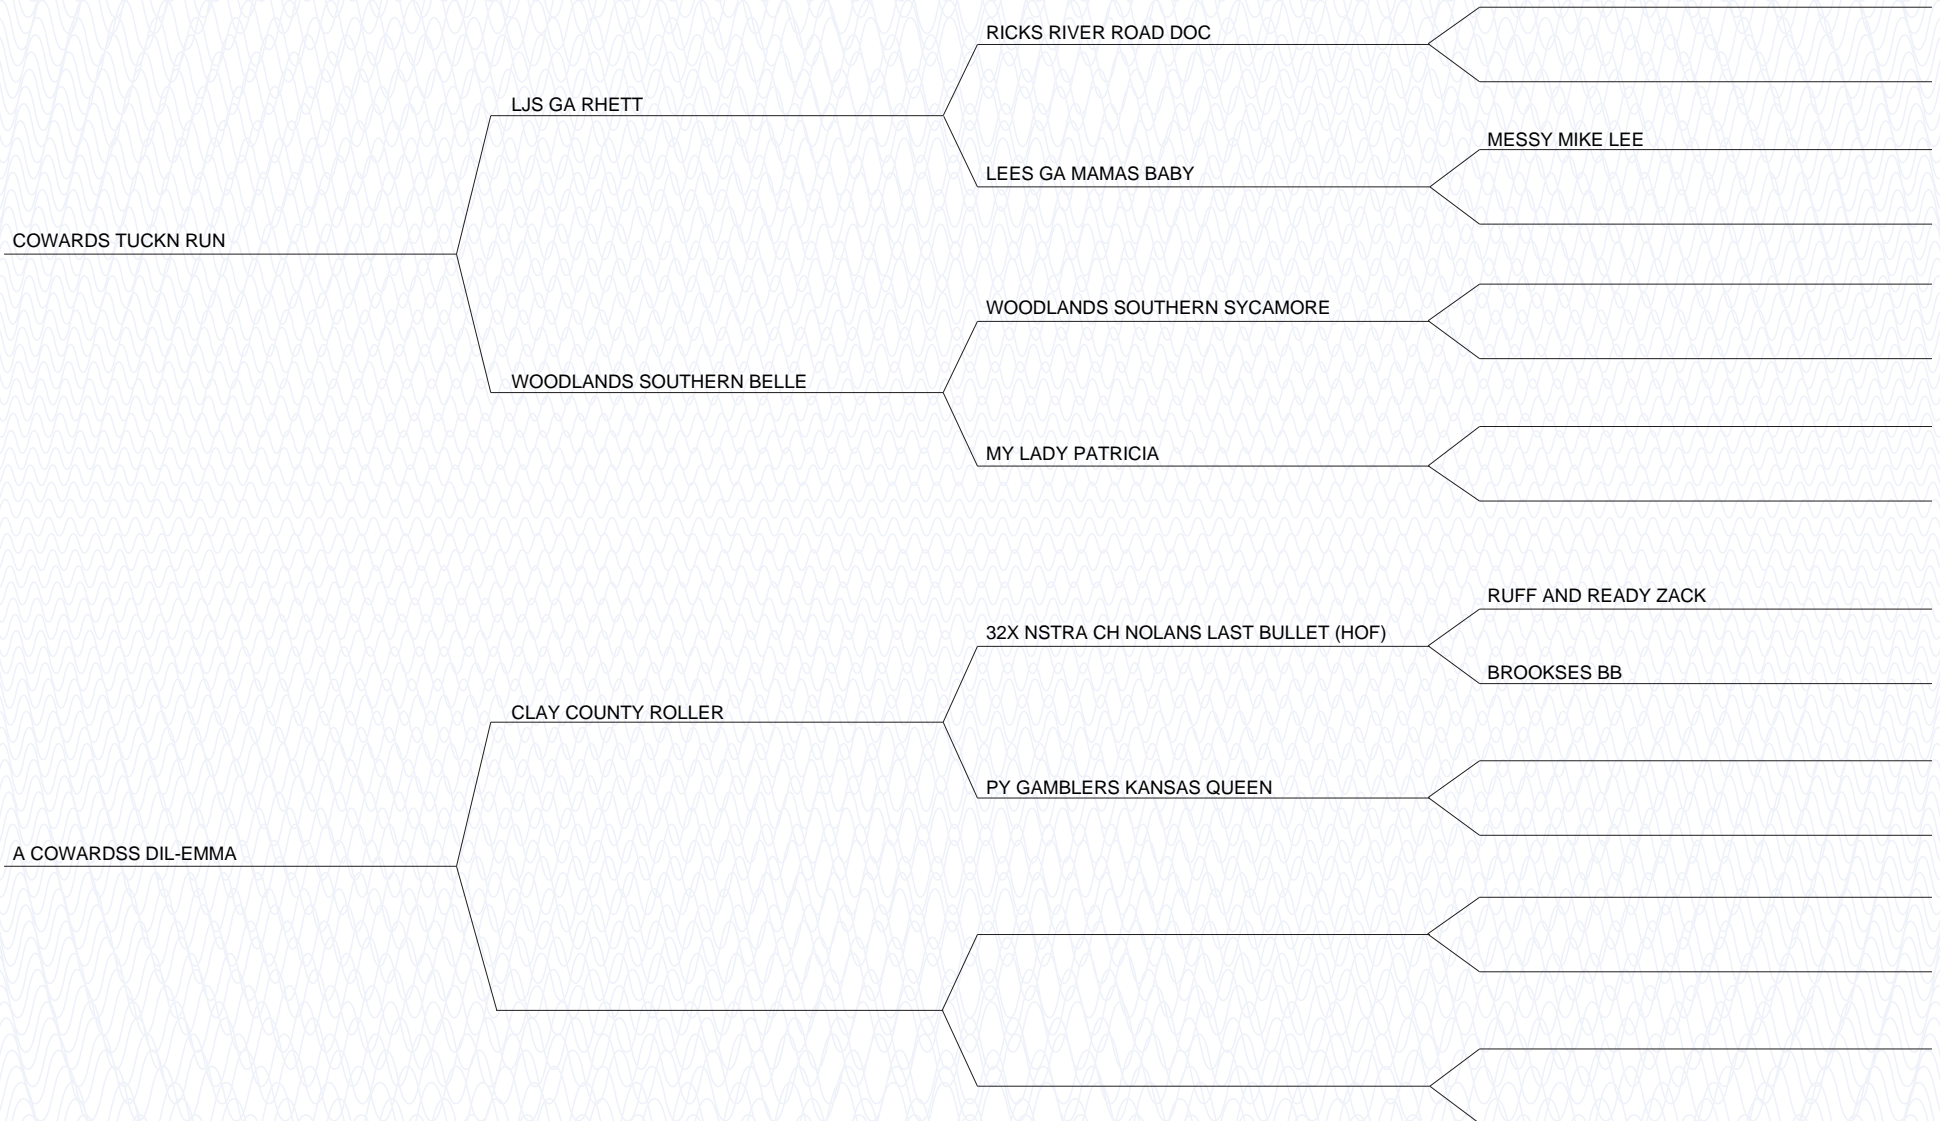 RICKS RIVER ROAD DOC
LJS GA RHETT
MESSY MIKE LEE
LEES GA MAMAS BABY
COWARDS TUCKN RUN
WOODLANDS SOUTHERN SYCAMORE
WOODLANDS SOUTHERN BELLE
MY LADY PATRICIA
RUFF AND READY ZACK
32X NSTRA CH NOLANS LAST BULLET (HOF)
BROOKSES BB
CLAY COUNTY ROLLER
PY GAMBLERS KANSAS QUEEN
A COWARDSS DIL-EMMA